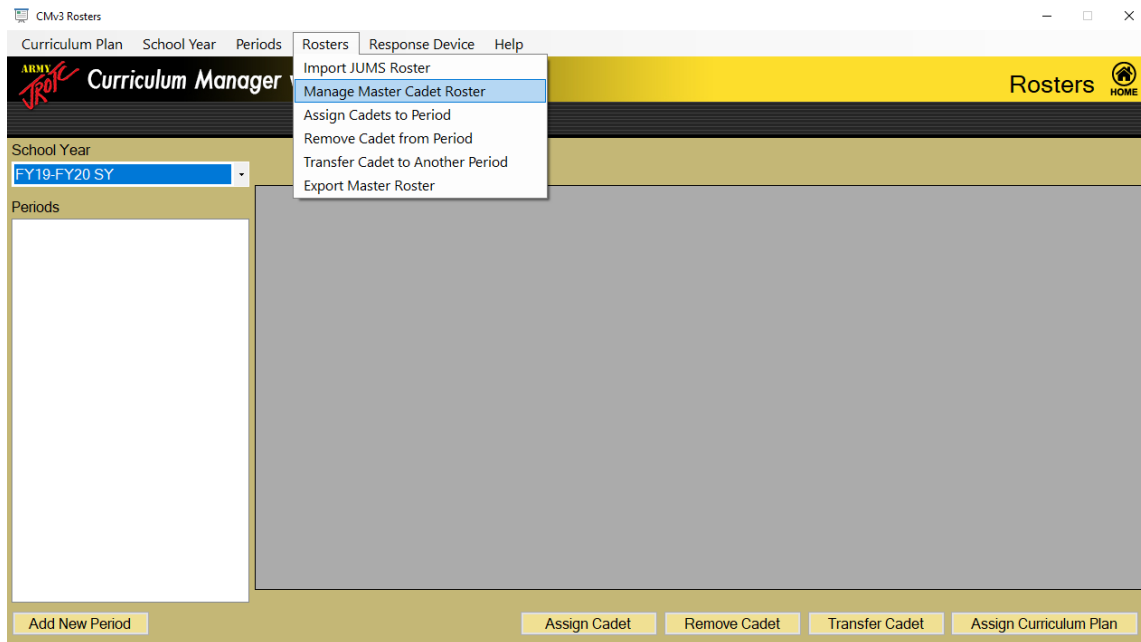 CMv3 Rosters
Curriculum Plan School Year Periods Rosters Response Device Help
ARMY
JROTC
Curriculum Manager
Rosters
HOME
Import JUMS Roster
Manage Master Cadet Roster
Assign Cadets to Period
Remove Cadet from Period
Transfer Cadet to Another Period
Export Master Roster
School Year
FY19-FY20 SY
Periods
Add New Period Assign Cadet Remove Cadet Transfer Cadet Assign Curriculum Plan